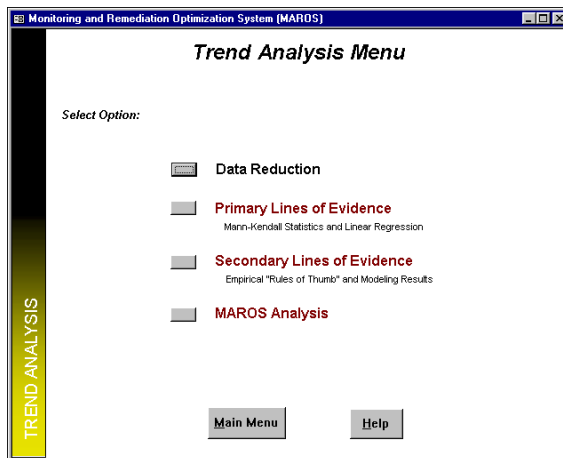 Monitoring and Remediation Optimization System (MAROS)
Trend Analysis Menu
Select Option:
Data Reduction
Primary Lines of Evidence
Mann-Kendall Statistics and Linear Regression
Secondary Lines of Evidence
Empirical "Rules of Thumb" and Modeling Results
MAROS Analysis
TREND ANALYSIS
Main Menu
Help